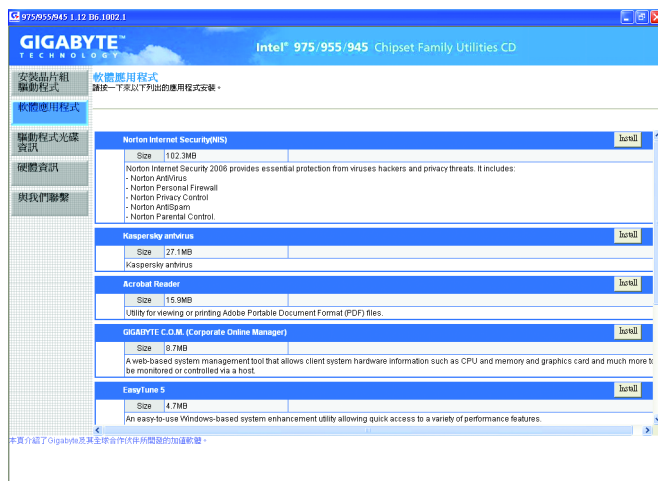 975/955/945 1.12 B6.1002.1
GIGABYTE™
TECHNOLOGY
Intel® 975/955/945 Chipset Family Utilities CD
安裝晶片組
驅動程式
軟體應用程式
驅動程式光碟
資訊
硬體資訊
與我們聯繫
軟體應用程式
請按一下來以下列出的應用程式安裝。
Norton Internet Security(NIS)
Install
Size 102.3MB
Norton Internet Security 2006 provides essential protection from viruses hackers and privacy threats. It includes:
- Norton AntiVirus
- Norton Personal Firewall
- Norton Privacy Control
- Norton AntiSpam
- Norton Parental Control.
Kaspersky antvirus
Install
Size 27.1MB
Kaspersky antvirus
Acrobat Reader
Install
Size 15.9MB
Utility for viewing or printing Adobe Portable Document Format (PDF) files.
GIGABYTE C.O.M. (Corporate Online Manager)
Install
Size 8.7MB
A web-based system management tool that allows client system hardware information such as CPU and memory and graphics card and much more to
be monitored or controlled via a host.
EasyTune 5
Install
Size 4.7MB
An easy-to-use Windows-based system enhancement utility allowing quick access to a variety of performance features.
本頁介紹了Gigabyte及其全球合作伙伴所開發的加值軟體。